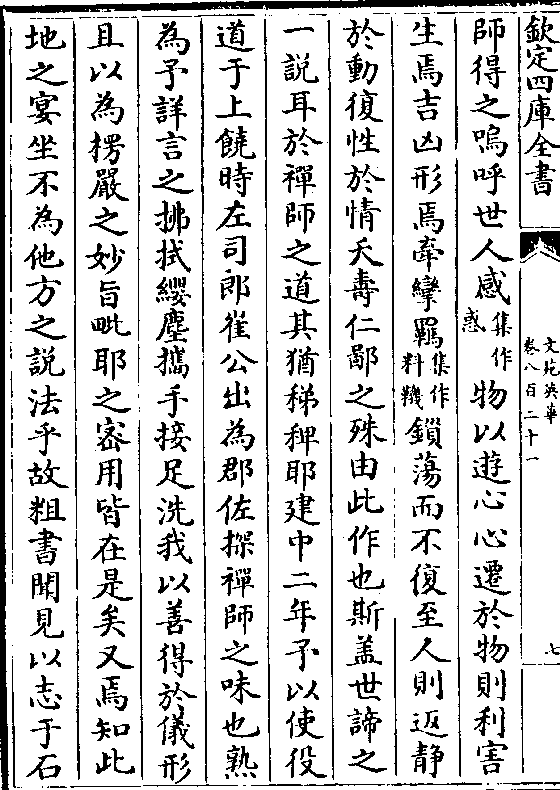 欽定四庫全書
文苑英華
卷八百二十一
七
師得之嗚呼世人感集作惑物以遊心心遷於物則利害
生焉吉凶形焉牽攣羈集作料鞿鎖蕩而不復至人則返静
於動復性於情夭壽仁鄙之殊由此作也斯盖世諦之
一説耳於禪師之道其猶稊稗耶建中二年予以使役
道于上饒時左司郎崔公出為郡佐探禪師之味也熟
為予詳言之拂拭纓塵攜手接足洗我以善得於儀形
且以為楞嚴之妙旨毗耶之宻用皆在是矣又焉知此
地之宴坐不為他方之説法乎故粗書聞見以志于石